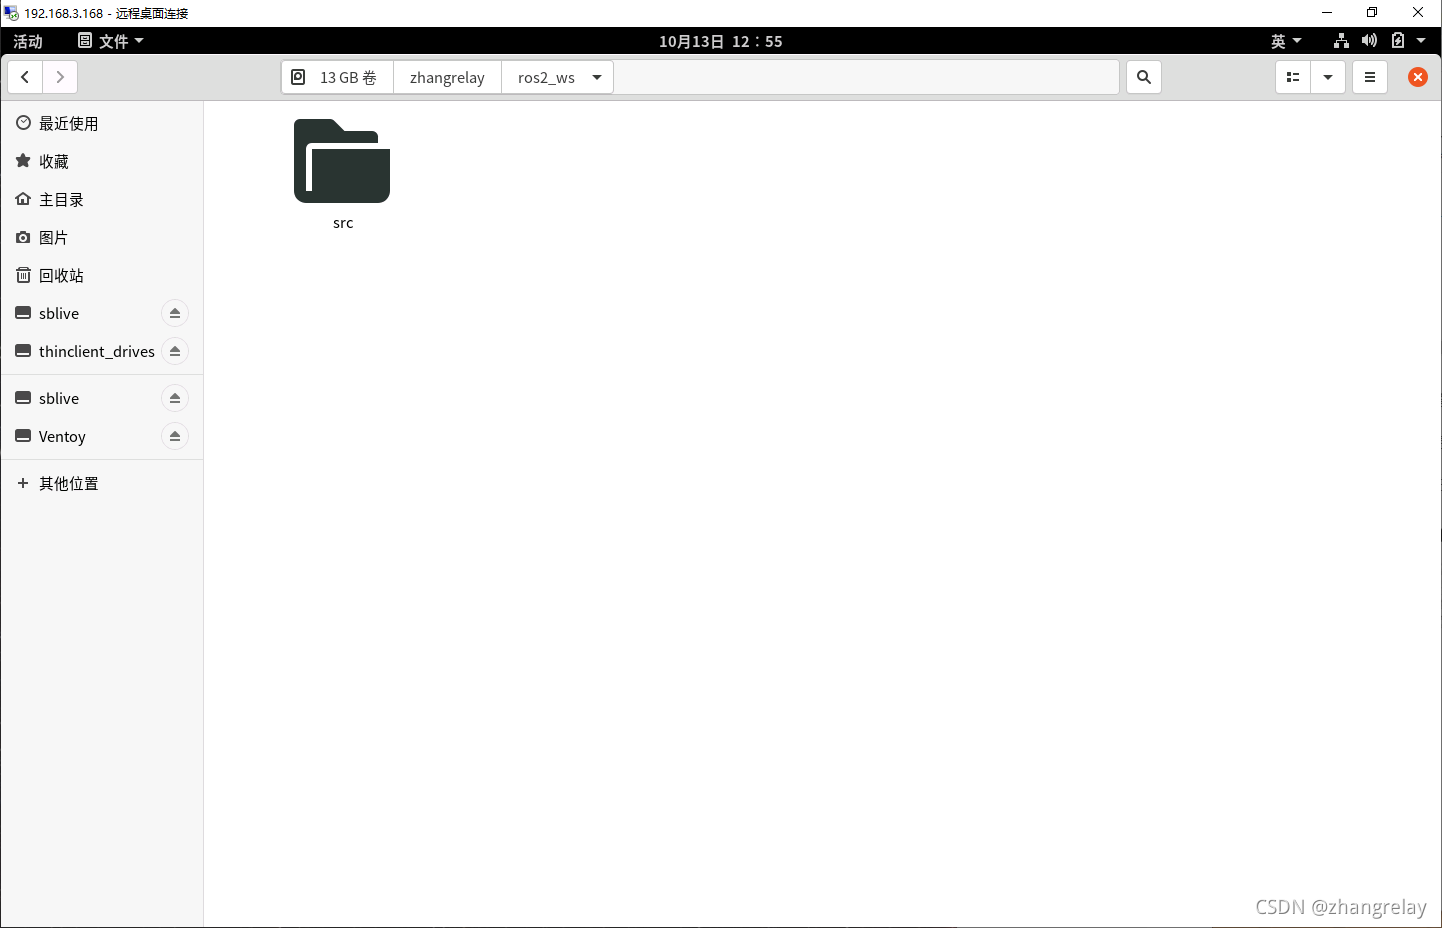 192.168.3.168 - 远程桌面连接
活动 文件 10月13日 12：55 英
13 GB 卷 zhangrelay ros2_ws
最近使用
收藏
主目录
图片
回收站
sblive
thinclient_drives
sblive
Ventoy
其他位置
src
CSDN @zhangrelay